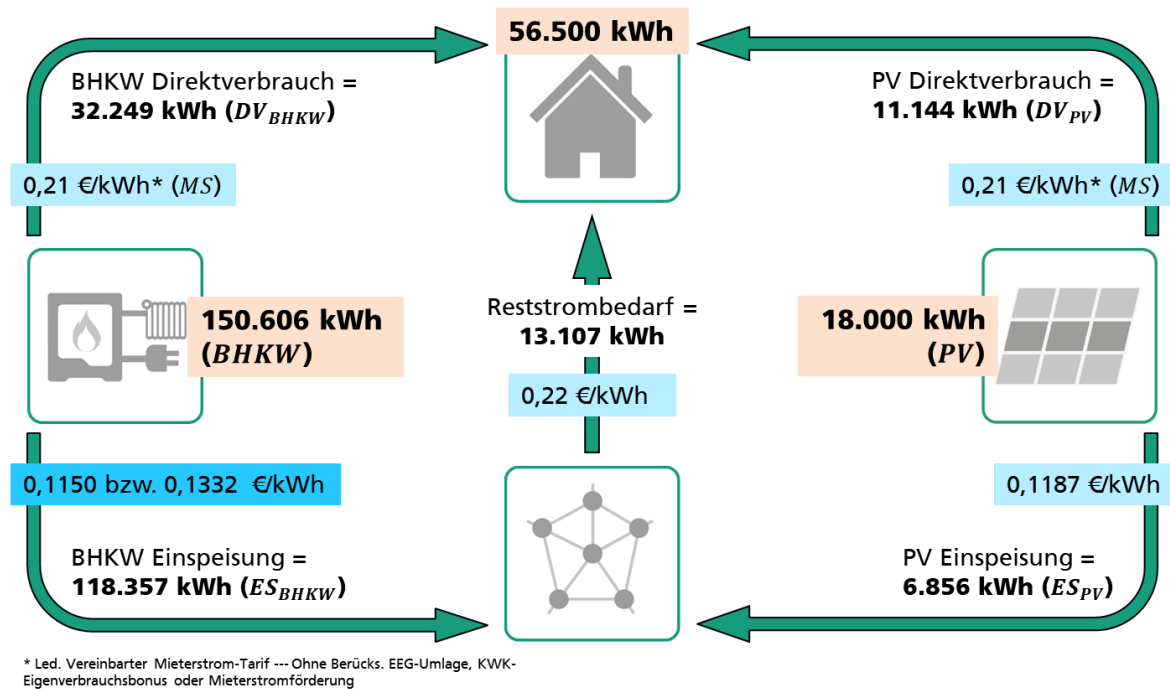 56.500 kWh
BHKW Direktverbrauch =
32.249 kWh (DV_BHKW)
0,21 €/kWh* (MS)
PV Direktverbrauch =
11.144 kWh (DV_PV)
0,21 €/kWh* (MS)
150.606 kWh
(BHKW)
Reststrombedarf =
13.107 kWh
0,22 €/kWh
18.000 kWh
(PV)
0,1150 bzw. 0,1332 €/kWh
BHKW Einspeisung =
118.357 kWh (ES_BHKW)
0,1187 €/kWh
PV Einspeisung =
6.856 kWh (ES_PV)
* Led. Vereinbarter Mieterstrom-Tarif --- Ohne Berücks. EEG-Umlage, KWK-
Eigenverbrauchsbonus oder Mieterstromförderung